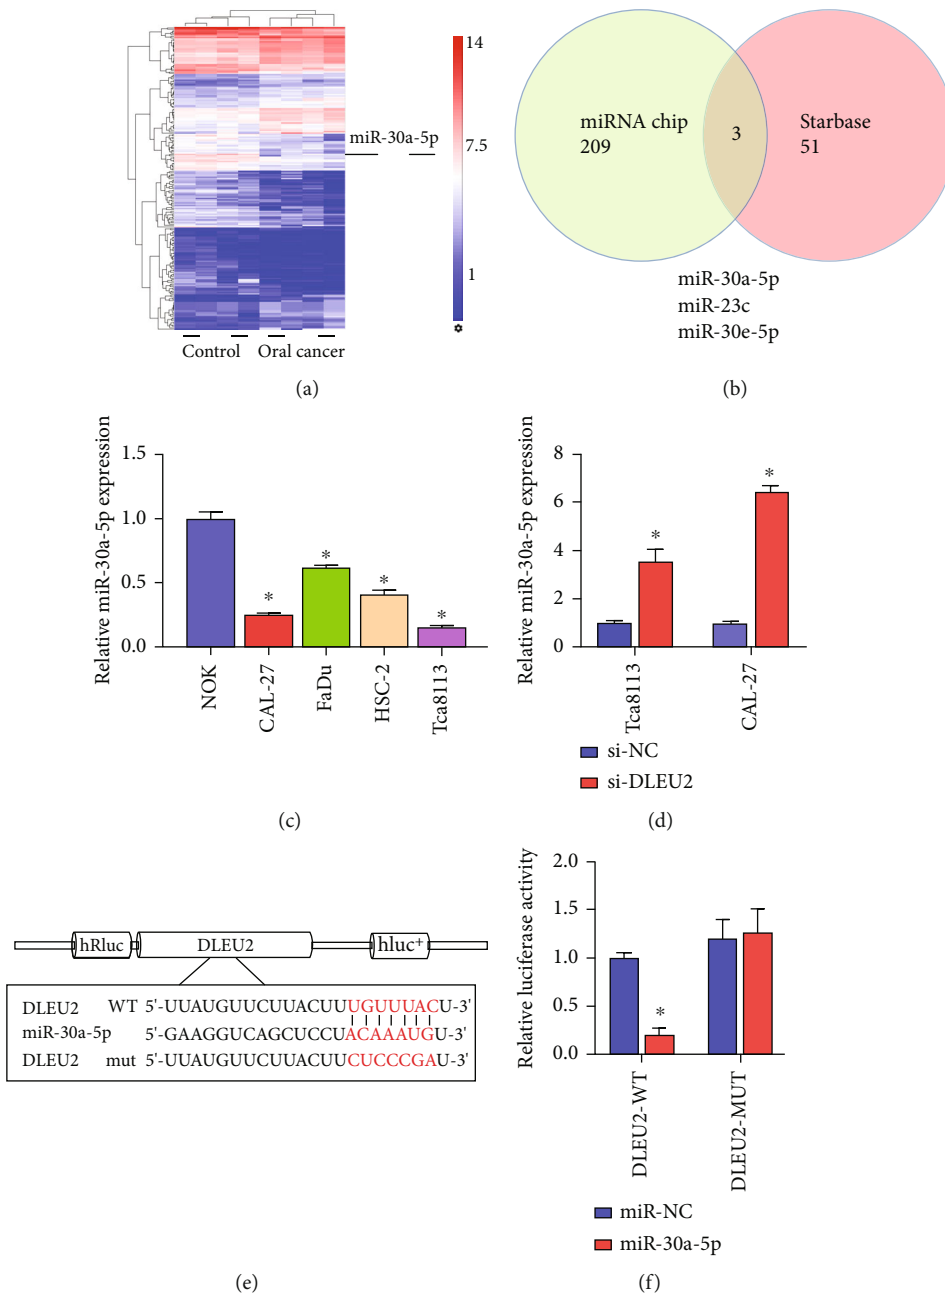 14
miR-30a-5p
7.5
1
Control
Oral cancer
(a)
miRNA chip
209
3
Starbase
51
miR-30a-5p
miR-23c
miR-30e-5p
(b)
Relative miR-30a-5p expression
1.5
1.0
0.5
0.0
*
*
*
*
NOK
CAL-27
FaDu
HSC-2
Tca8113
(c)
Relative miR-30a-5p expression
8
6
4
2
0
*
*
Tca8113
CAL-27
si-NC
si-DLEU2
(d)
hRluc
DLEU2
hluc+
DLEU2 WT 5'-UUAUGUUCUUACUUUGUUUACU-3'
miR-30a-5p 5'-GAAGGUCAGCUCCUACAAAUGU-3'
DLEU2 mut 5'-UUAUGUUCUUACUUCUCCCGAU-3'
(e)
Relative luciferase activity
2.0
1.5
1.0
0.5
0.0
*
DLEU2-WT
DLEU2-MUT
miR-NC
miR-30a-5p
(f)